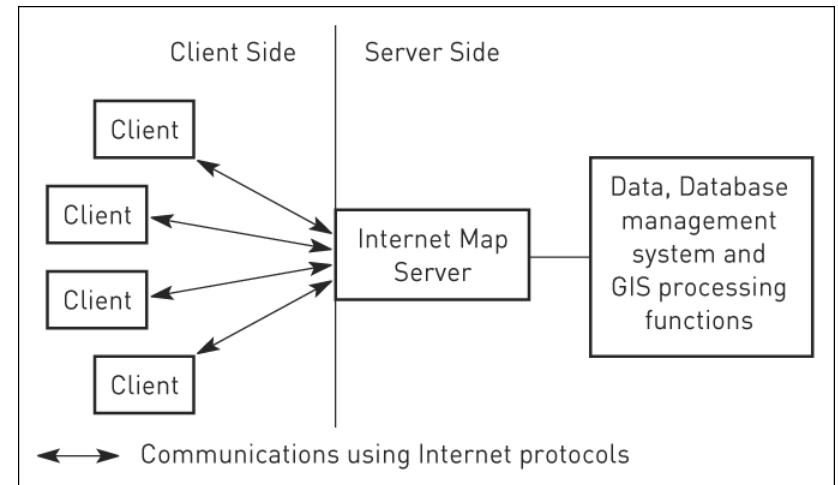 Client Side
Server Side
Client
Client
Client
Client
Internet Map
Server
Data, Database
management
system and
GIS processing
functions
Communications using Internet protocols